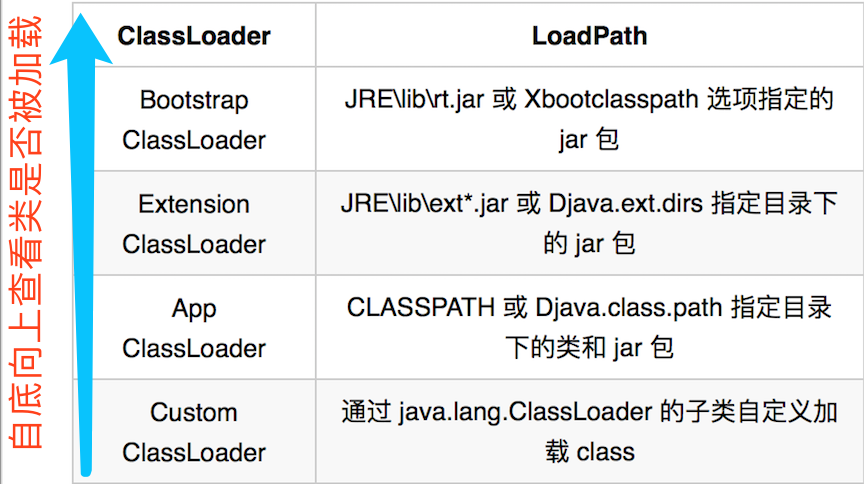 自底向上查看类是否被加载
ClassLoader
LoadPath
Bootstrap
ClassLoader
JRE\lib\rt.jar 或 Xbootclasspath 选项指定的
jar 包
Extension
ClassLoader
JRE\lib\ext*.jar 或 Djava.ext.dirs 指定目录下
的 jar 包
App
ClassLoader
CLASSPATH 或 Djava.class.path 指定目录
下的类和 jar 包
Custom
ClassLoader
通过 java.lang.ClassLoader 的子类自定义加
载 class